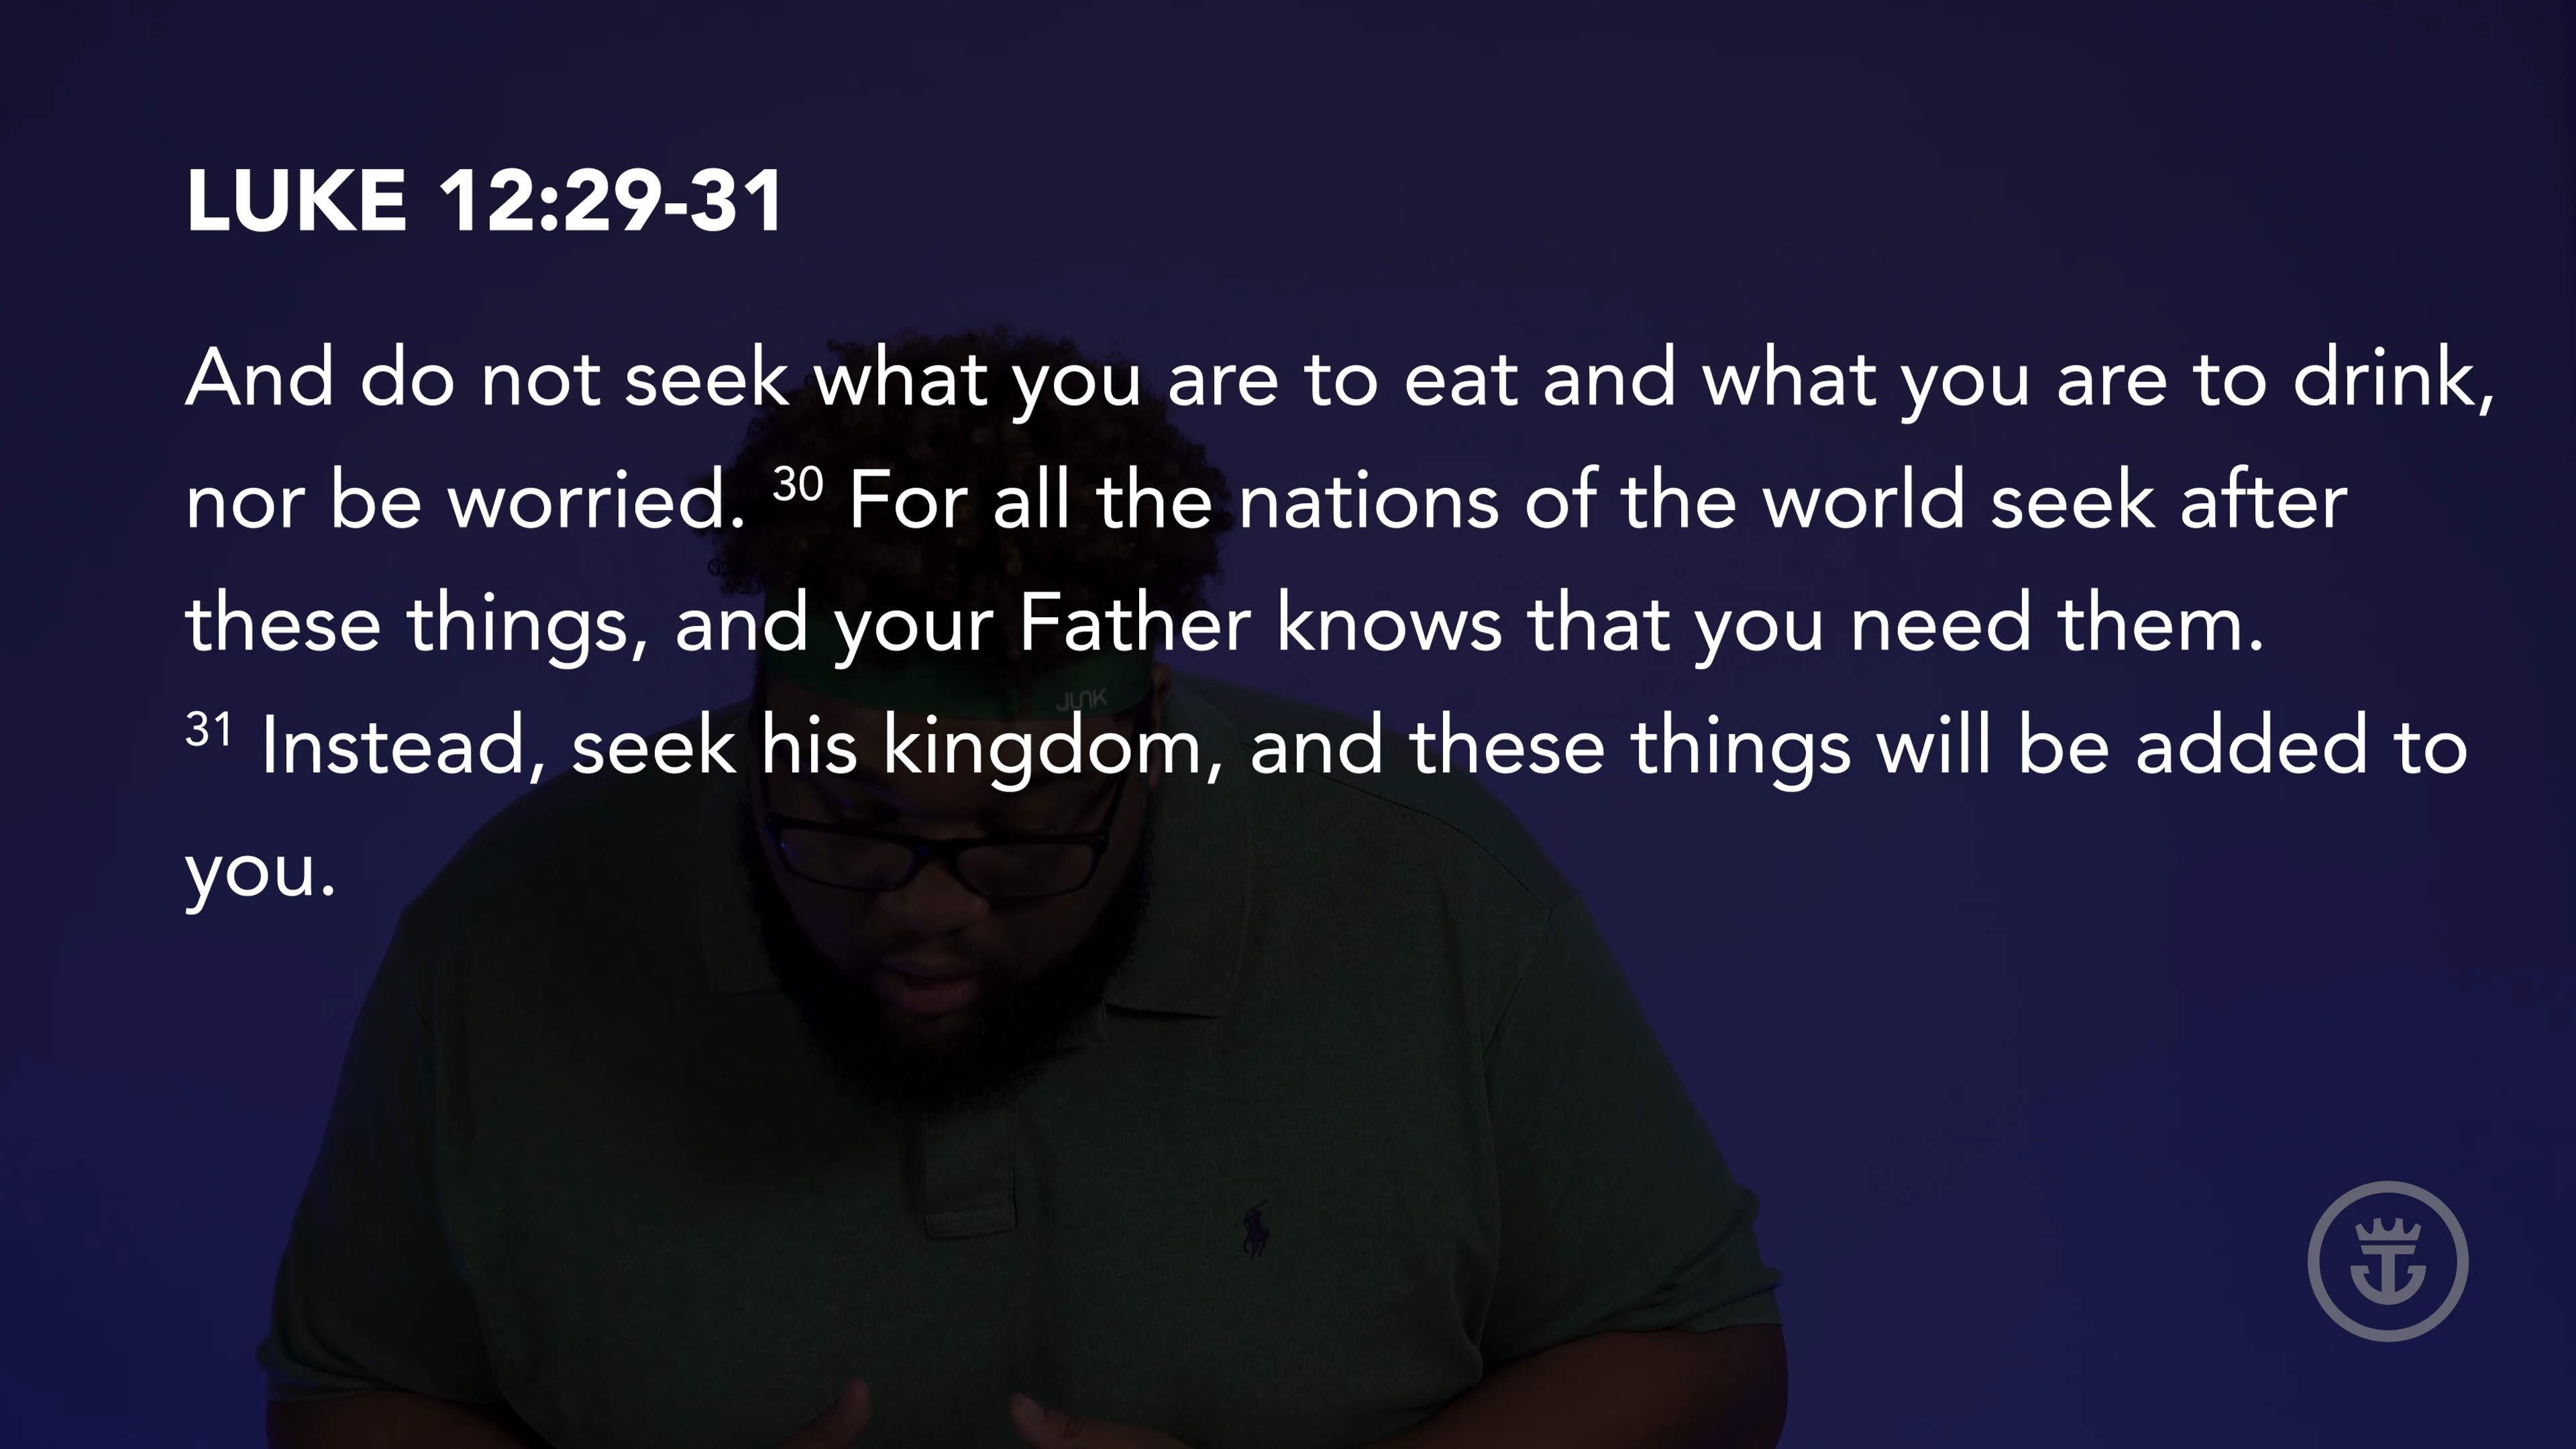 LUKE 12:29-31
And do not seek what you are to eat and what you are to drink,
nor be worried. 30 For all the nations of the world seek after
these things, and your Father knows that you need them.
31 Instead, seek his kingdom, and these things will be added to
you.
JUNK